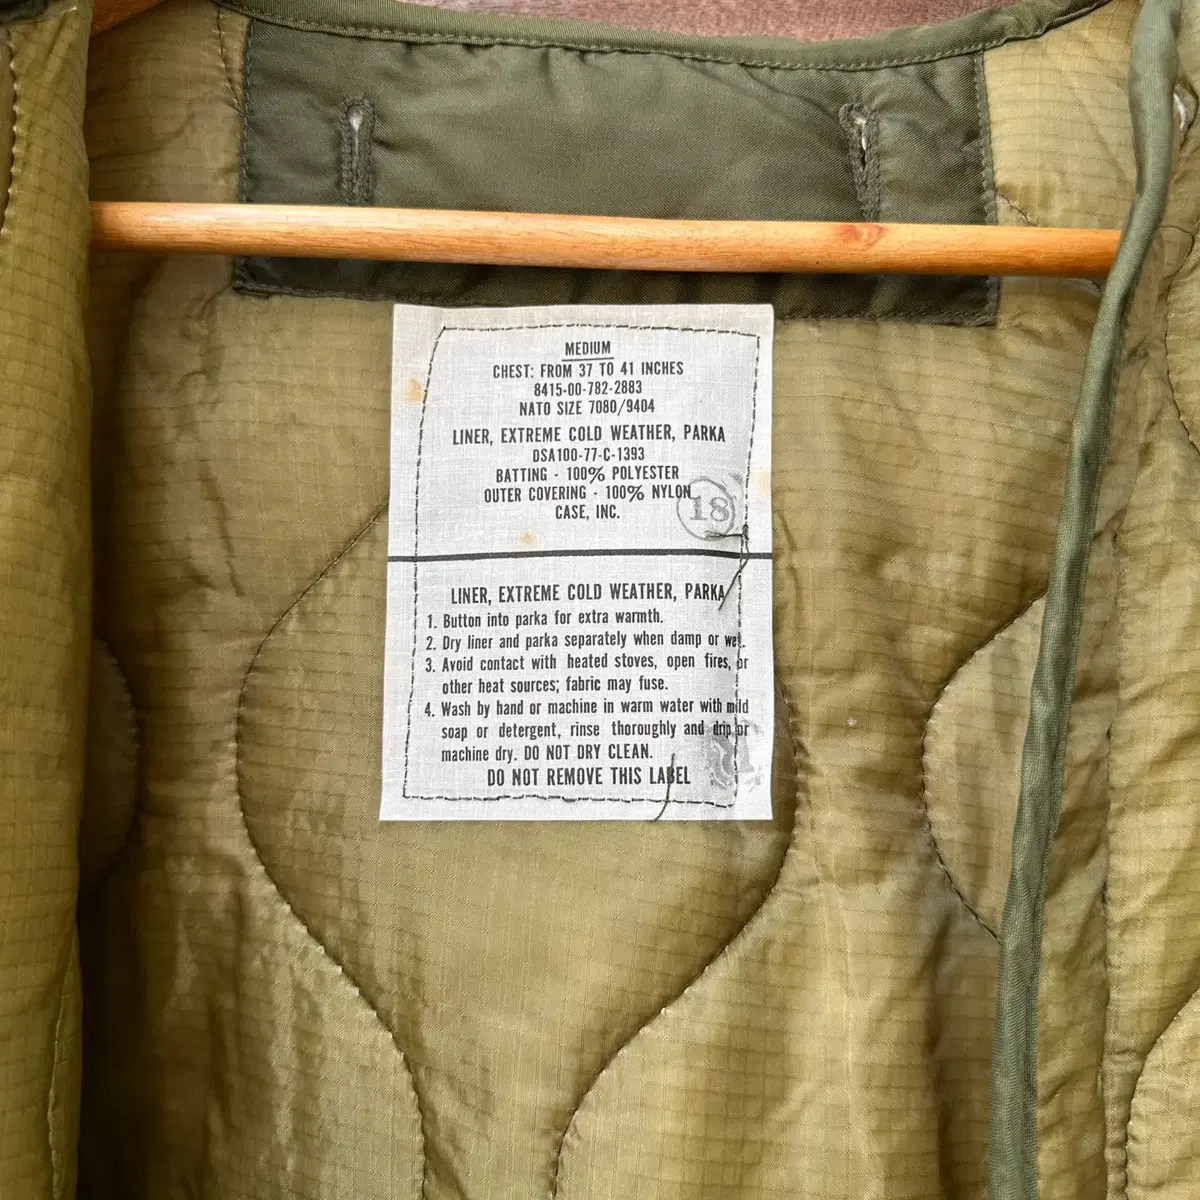 MEDIUM
CHEST: FROM 37 TO 41 INCHES
8415-00-782-2883
NATO SIZE 7080/9404
LINER, EXTREME COLD WEATHER, PARKA
DSA100-77-C-1393
BATTING - 100% POLYESTER
OUTER COVERING - 100% NYLON
CASE, INC.
18
LINER, EXTREME COLD WEATHER, PARKA
1. Button into parka for extra warmth.
2. Dry liner and parka separately when damp or wet.
3. Avoid contact with heated stoves, open fires, or
other heat sources; fabric may fuse.
4. Wash by hand or machine in warm water with mild
soap or detergent, rinse thoroughly and drip or
machine dry. DO NOT DRY CLEAN.
DO NOT REMOVE THIS LABEL